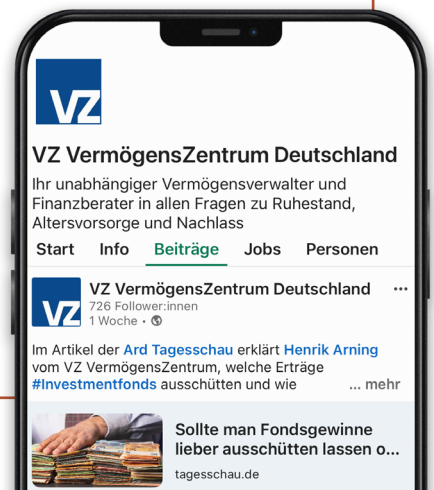 VZ
VZ VermögensZentrum Deutschland
Ihr unabhängiger Vermögensverwalter und
Finanzberater in allen Fragen zu Ruhestand,
Altersvorsorge und Nachlass
Start Info Beiträge Jobs Personen
VZ
VZ VermögensZentrum Deutschland
726 Follower:innen
1 Woche •
Im Artikel der Ard Tagesschau erklärt Henrik Arning
vom VZ VermögensZentrum, welche Erträge
#Investmentfonds ausschütten und wie ... mehr
Sollte man Fondsgewinne
lieber ausschütten lassen o...
tagesschau.de